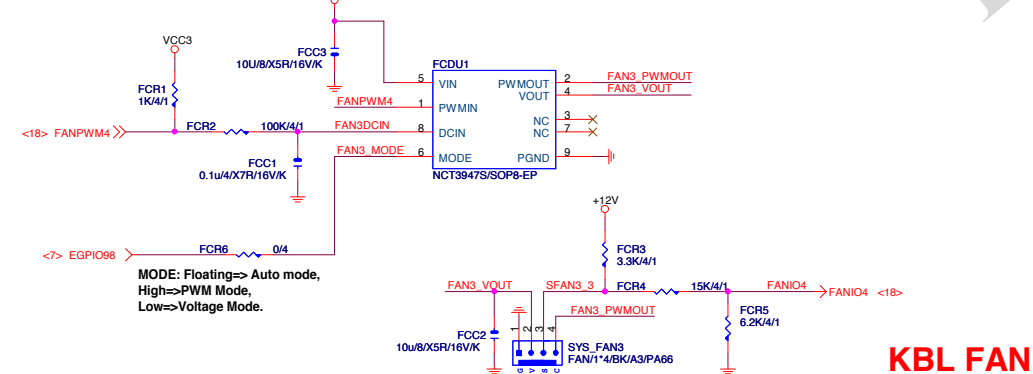 VCC3
FCC3
10U/8/X5R/16V/K
FCR1
1K/4/1
FCDU1
5
VIN
PWMOUT
2
FAN3_PWMOUT
VOUT
4
FAN3_VOUT
FANPWM4
1
PWMIN
NC
3
<18> FANPWM4
FCR2
100K/4/1
FAN3DCIN
8
DCIN
NC
7
FAN3_MODE
6
MODE
PGND
9
FCC1
0.1u/4/X7R/16V/K
NCT3947S/SOP8-EP
+12V
<7> EGPIO98
FCR6
0/4
FCR3
3.3K/4/1
MODE: Floating=> Auto mode,
High=>PWM Mode,
Low=>Voltage Mode.
FAN3_VOUT
SFAN3_3
FCR4
15K/4/1
FANIO4
FANIO4 <18>
FAN3_PWMOUT
FCR5
6.2K/4/1
FCC2
10u/8/X5R/16V/K
1
2
3
4
SYS_FAN3
FAN/1*4/BK/A3/PA66
G
V
S
C
KBL FAN